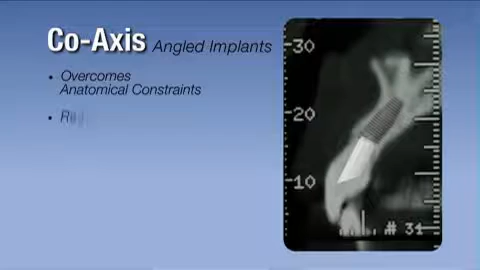 Co-Axis Angled Implants
• Overcomes
Anatomical Constraints
30
20
10
# 31